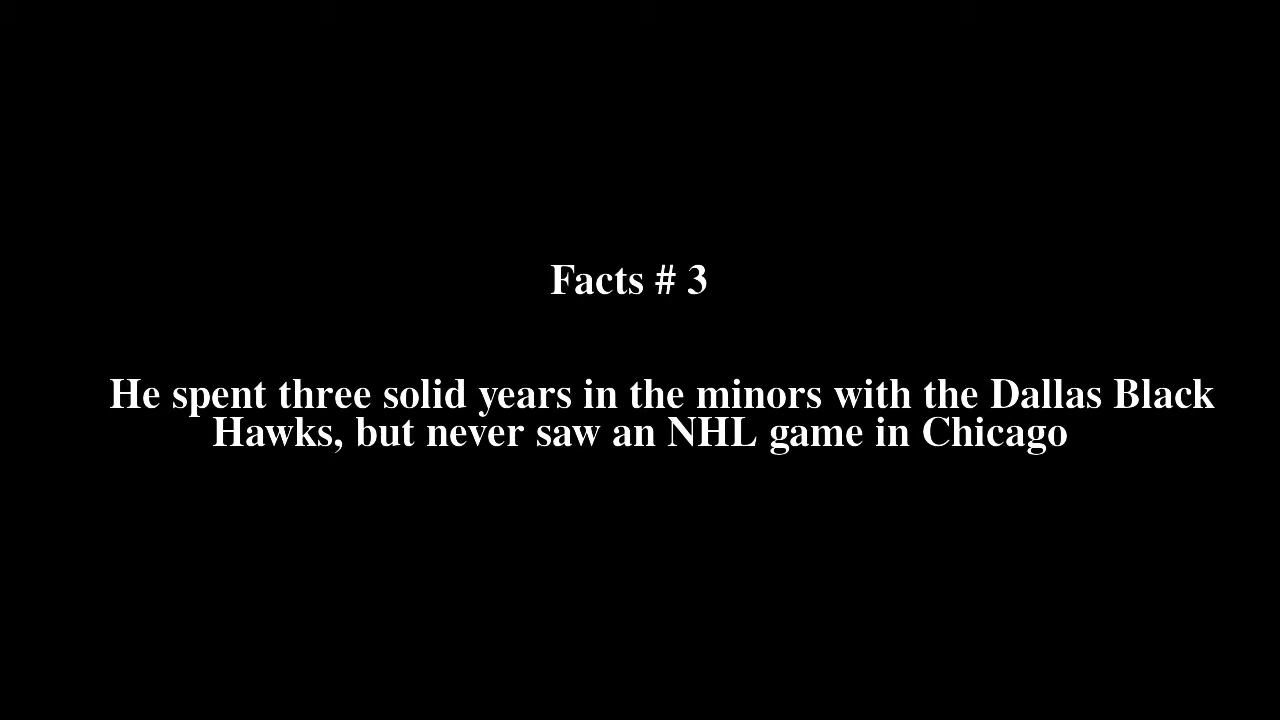 Facts # 3
He spent three solid years in the minors with the Dallas Black
Hawks, but never saw an NHL game in Chicago